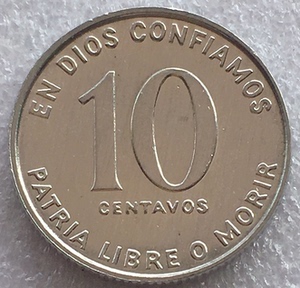 EN DIOS CONFIAMOS
10
CENTAVOS
PATRIA LIBRE O MORIR